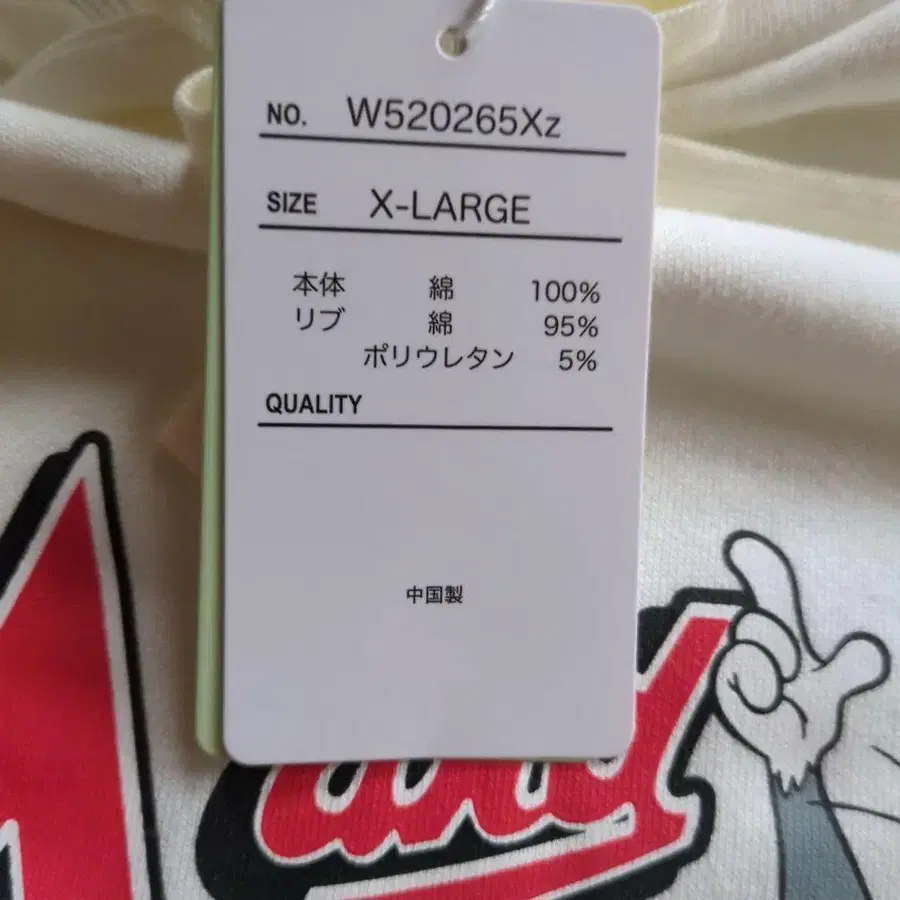 NO. W520265Xz
SIZE X-LARGE
本体 綿 100%
リブ 綿 95%
ポリウレタン 5%
QUALITY
中国製